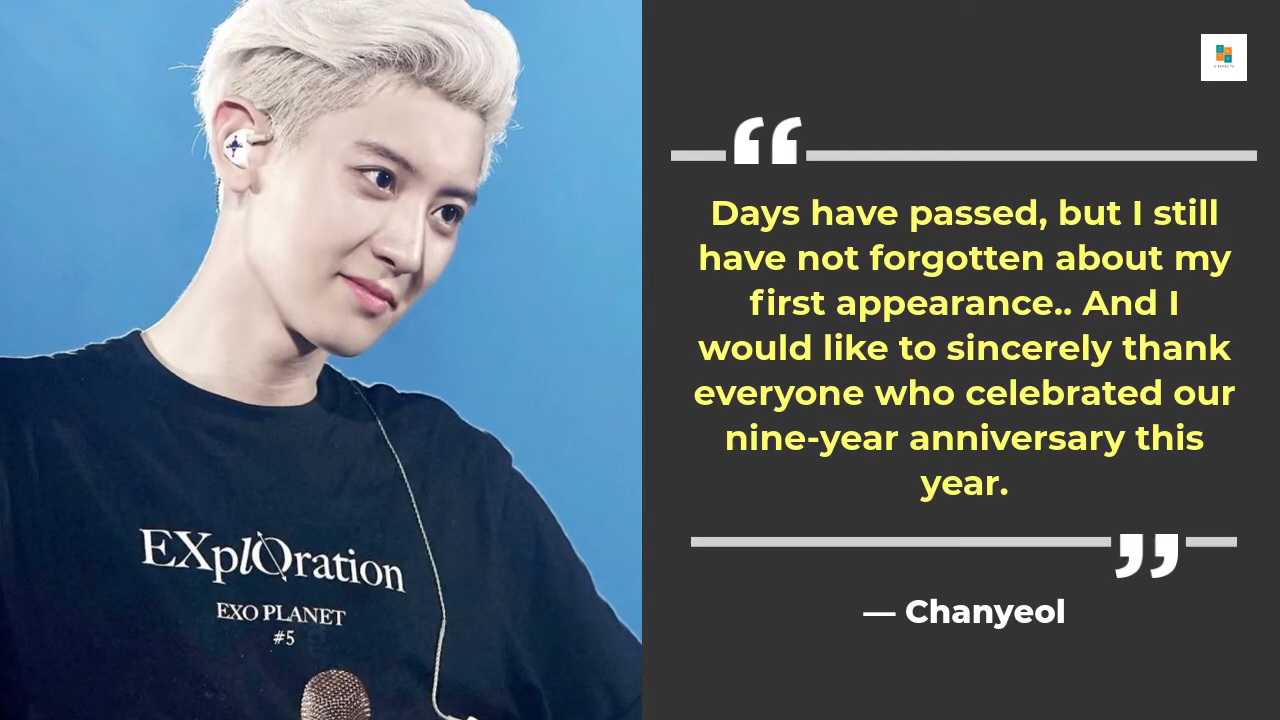 EXplOration
EXO PLANET
#5
“
Days have passed, but I still
have not forgotten about my
first appearance.. And I
would like to sincerely thank
everyone who celebrated our
nine-year anniversary this
year.
”
— Chanyeol